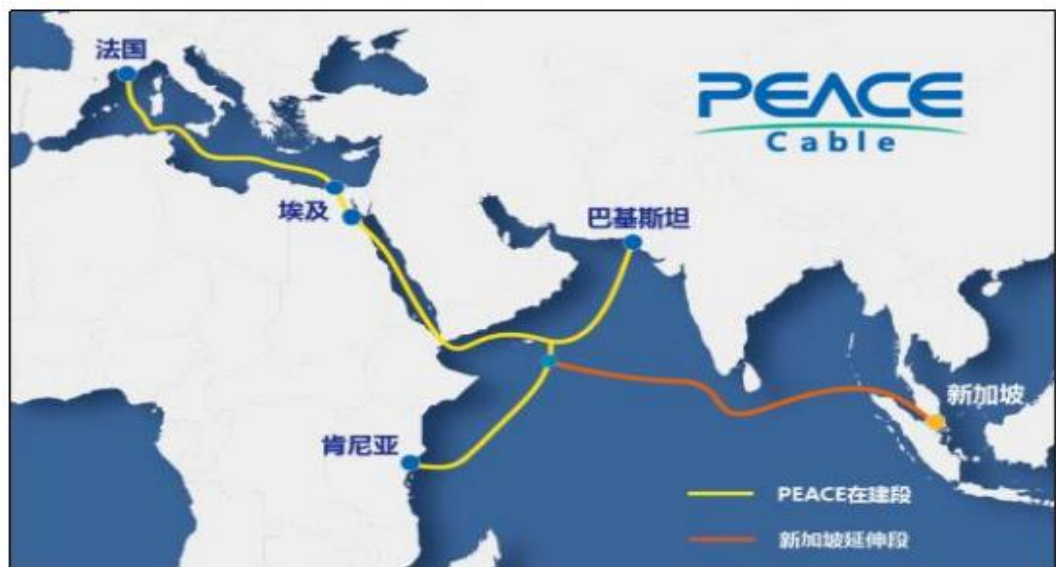 法国
PEACE
Cable
埃及
巴基斯坦
新加坡
肯尼亚
PEACE在建段
新加坡延伸段